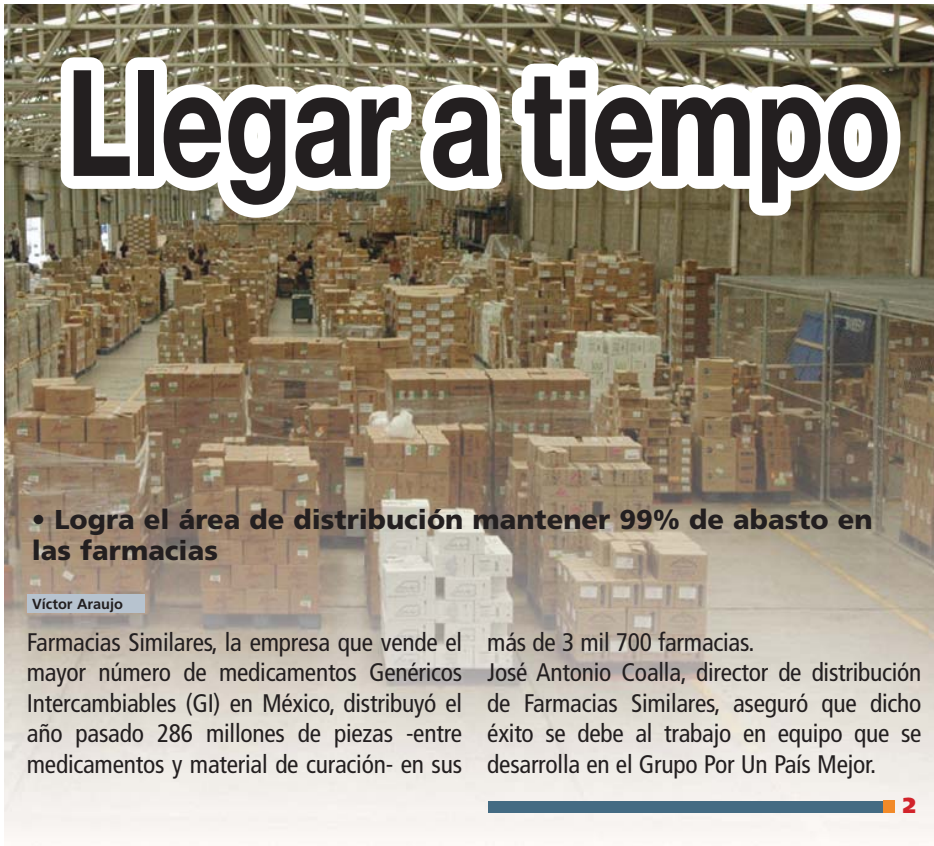 Llegar a tiempo
• Logra el área de distribución mantener 99% de abasto en
las farmacias
Víctor Araujo
Farmacias Similares, la empresa que vende el
mayor número de medicamentos Genéricos
Intercambiables (GI) en México, distribuyó el
año pasado 286 millones de piezas -entre
medicamentos y material de curación- en sus
más de 3 mil 700 farmacias.
José Antonio Coalla, director de distribución
de Farmacias Similares, aseguró que dicho
éxito se debe al trabajo en equipo que se
desarrolla en el Grupo Por Un País Mejor.
2